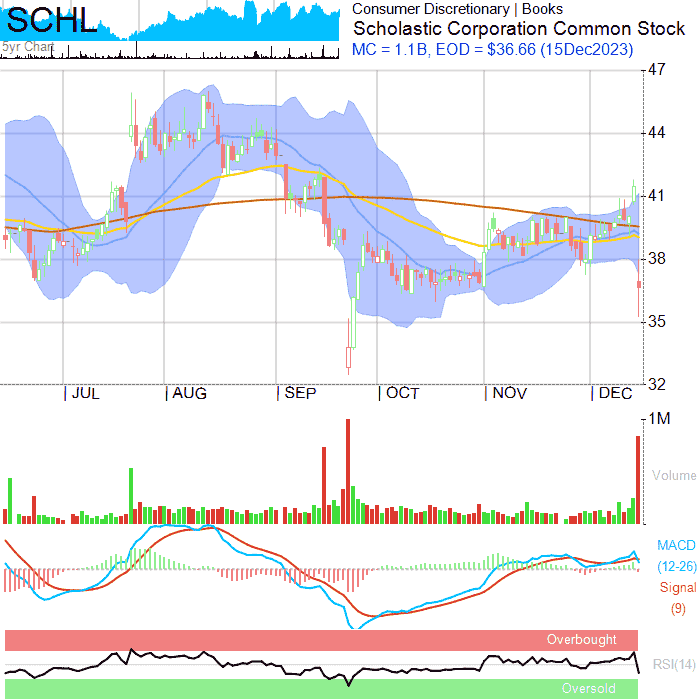 SCHL
5yr Chart
Consumer Discretionary | Books
Scholastic Corporation Common Stock
MC = 1.1B, EOD = $36.66 (15Dec2023)
47
44
41
38
35
32
JUL AUG SEP OCT NOV DEC
1M
Volume
MACD
(12-26)
Signal
(9)
Overbought
RSI(14)
Oversold